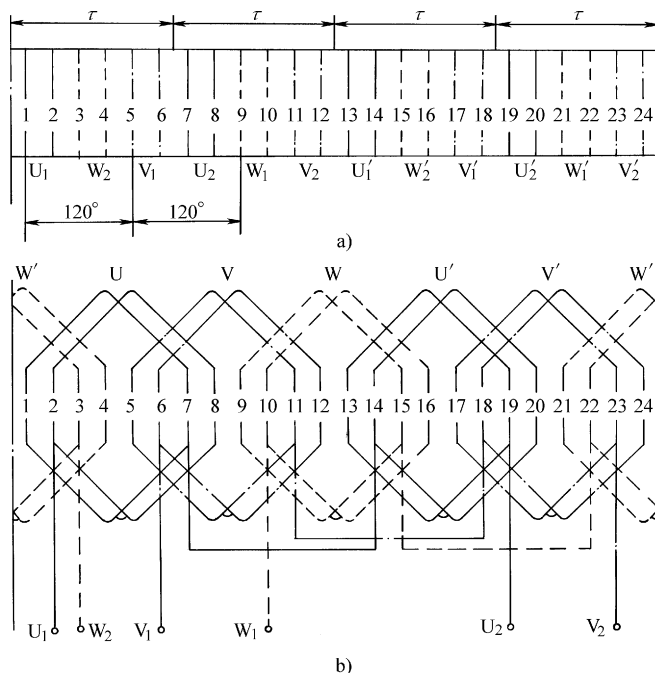 τ τ τ τ
1 2 3 4 5 6 7 8 9 10 11 12 13 14 15 16 17 18 19 20 21 22 23 24
U₁ W₂ V₁ U₂ W₁ V₂ U₁′ W₂′ V₁′ U₂′ W₁′ V₂′
120° 120°
a)
W′ U V W U′ V′ W′
1 2 3 4 5 6 7 8 9 10 11 12 13 14 15 16 17 18 19 20 21 22 23 24
U₁ W₂ V₁ W₁ U₂ V₂
b)